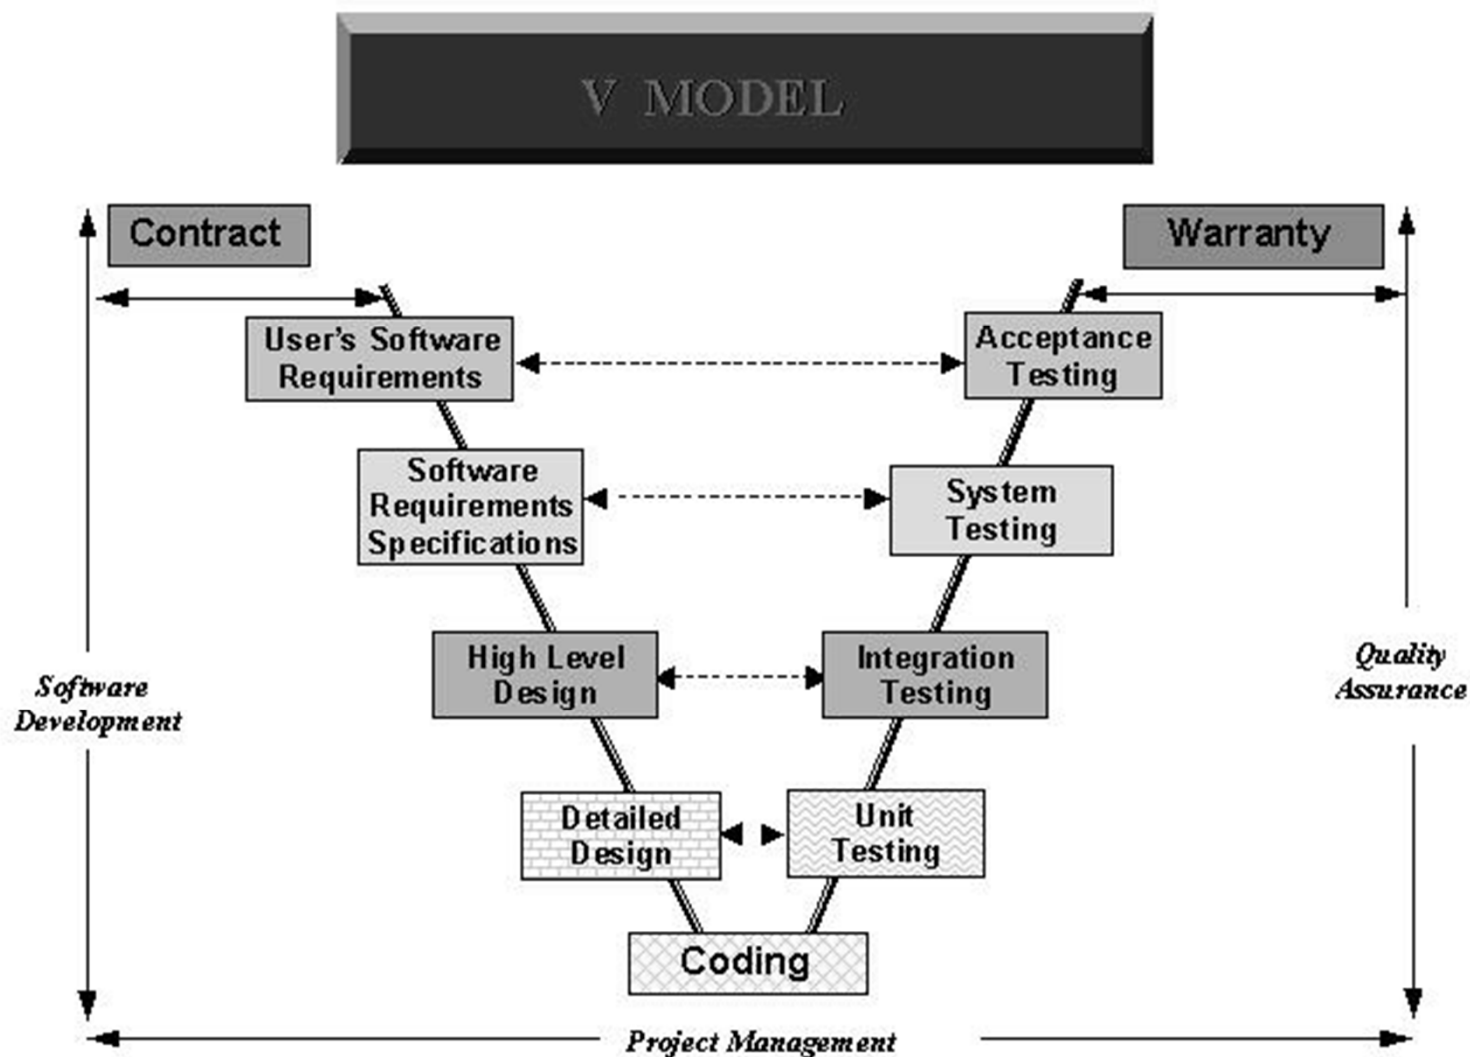 V MODEL
Contract
Warranty
User's Software
Requirements
Acceptance
Testing
Software
Requirements
Specifications
System
Testing
High Level
Design
Integration
Testing
Software
Development
Quality
Assurance
Detailed
Design
Unit
Testing
Coding
Project Management